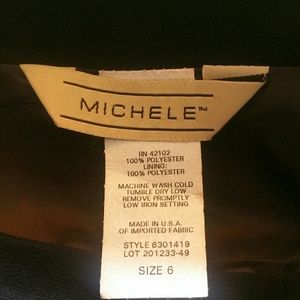 MICHELE™
RN 42102
100% POLYESTER
LINING:
100% POLYESTER
MACHINE WASH COLD
TUMBLE DRY LOW
REMOVE PROMPTLY
LOW IRON SETTING
MADE IN U.S.A.
OF IMPORTED FABRIC
STYLE 6301419
LOT 201233-49
SIZE 6